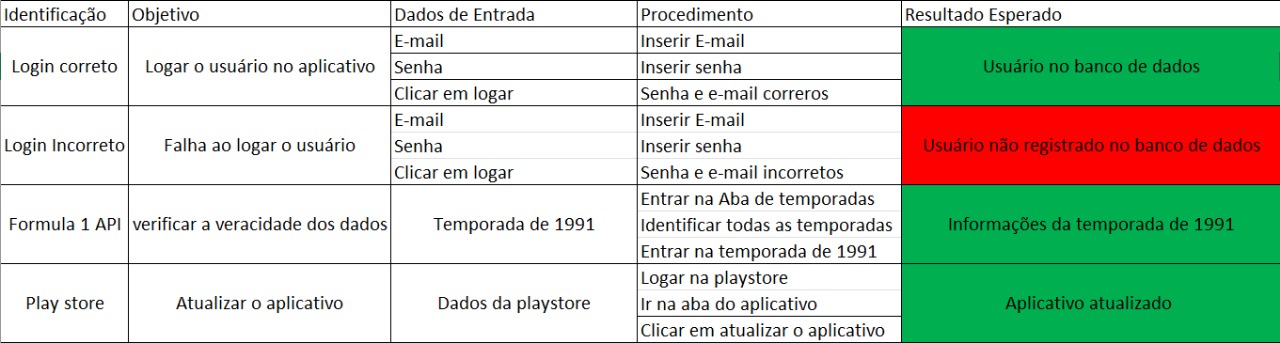 Identificação Objetivo Dados de Entrada Procedimento Resultado Esperado
E-mail Inserir E-mail
Login correto Logar o usuário no aplicativo Senha Inserir senha Usuário no banco de dados
Clicar em logar Senha e e-mail correros
E-mail Inserir E-mail
Login Incorreto Falha ao logar o usuário Senha Inserir senha Usuário não registrado no banco de dados
Clicar em logar Senha e e-mail incorretos
Entrar na Aba de temporadas
Formula 1 API verificar a veracidade dos dados Temporada de 1991 Identificar todas as temporadas Informações da temporada de 1991
Entrar na temporada de 1991
Logar na playstore
Play store Atualizar o aplicativo Dados da playstore Ir na aba do aplicativo Aplicativo atualizado
Clicar em atualizar o aplicativo